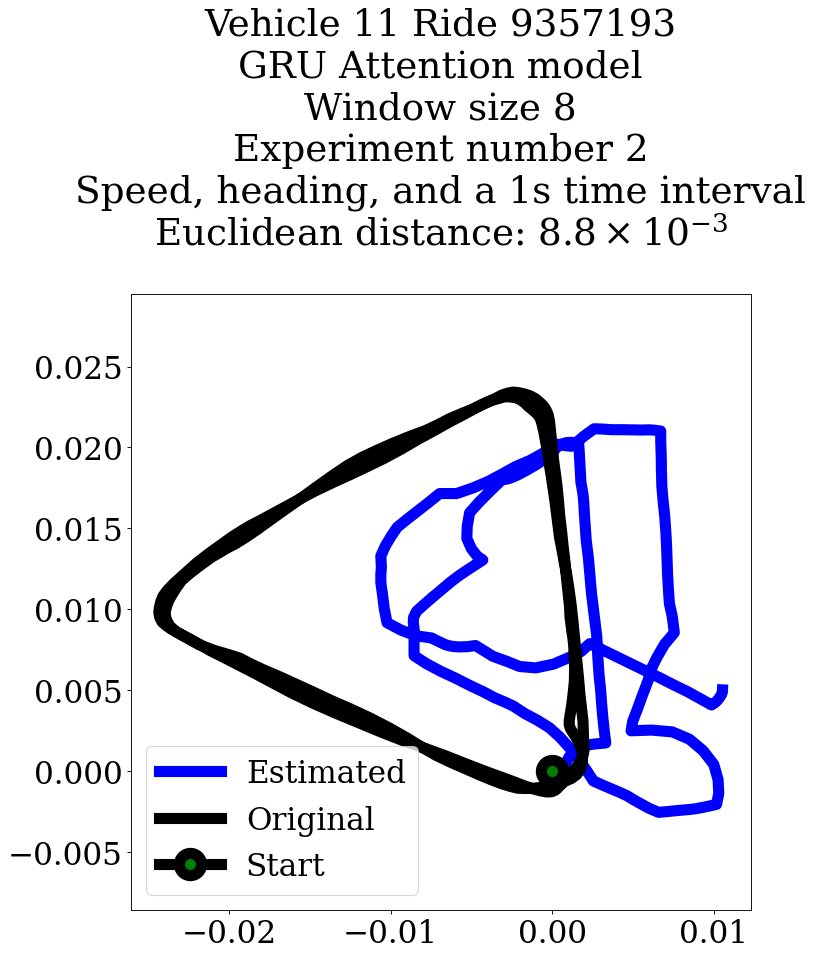 Vehicle 11 Ride 9357193
GRU Attention model
Window size 8
Experiment number 2
Speed, heading, and a 1s time interval
Euclidean distance: 8.8 × 10⁻³
0.025
0.020
0.015
0.010
0.005
0.000
−0.005
Estimated
Original
Start
−0.02 −0.01 0.00 0.01